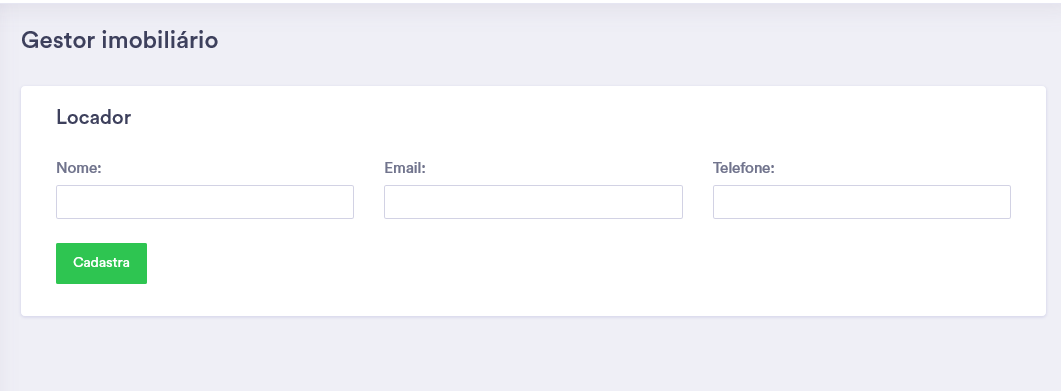 Gestor imobiliário
Locador
Nome: Email: Telefone:
Cadastra